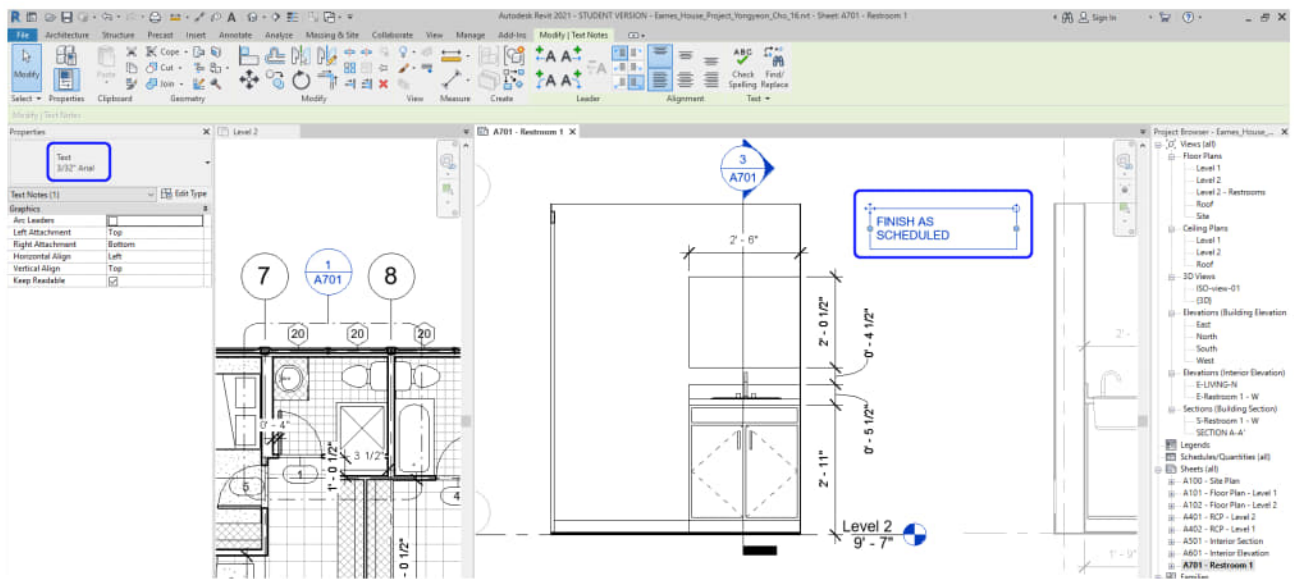 Autodesk Revit 2021 - STUDENT VERSION - Eames_House_Project_Yongyeon_Cho_16.rvt - Sheet: A701 - Restroom 1
Sign In
File Architecture Structure Precast Insert Annotate Analyze Massing & Site Collaborate View Manage Add-Ins Modify | Text Notes
Modify
Paste
Cope
Cut
Join
ABC
Check Spelling
Find/ Replace
Select Properties Clipboard Geometry Modify View Measure Create Leader Alignment Text
Modify | Text Notes
Properties
Level 2
A701 - Restroom 1
Project Browser - Eames_House_...
Text
3/32" Arial
Text Notes (1)
Edit Type
Graphics
Arc Leaders
Left Attachment Top
Right Attachment Bottom
Horizontal Align Left
Vertical Align Top
Keep Readable
7
1
A701
8
20
20
20
0' - 4"
3 1/2"
1' - 0 1/2"
1
5
4
- 0 1/2"
3
A701
FINISH AS
SCHEDULED
2' - 6"
2' - 0 1/2"
0' - 4 1/2"
0' - 5 1/2"
2' - 11"
Level 2
9' - 7"
2' -
1' - 9"
Views (all)
Floor Plans
Level 1
Level 2
Level 2 - Restrooms
Roof
Site
Ceiling Plans
Level 1
Level 2
Roof
3D Views
ISO-view-01
{3D}
Elevations (Building Elevation
East
North
South
West
Elevations (Interior Elevation)
E-LIVING-N
E-Restroom 1 - W
Sections (Building Section)
S-Restroom 1 - W
SECTION A-A'
Legends
Schedules/Quantities (all)
Sheets (all)
A100 - Site Plan
A101 - Floor Plan - Level 1
A102 - Floor Plan - Level 2
A401 - RCP - Level 2
A402 - RCP - Level 1
A501 - Interior Section
A601 - Interior Elevation
A701 - Restroom 1
Families